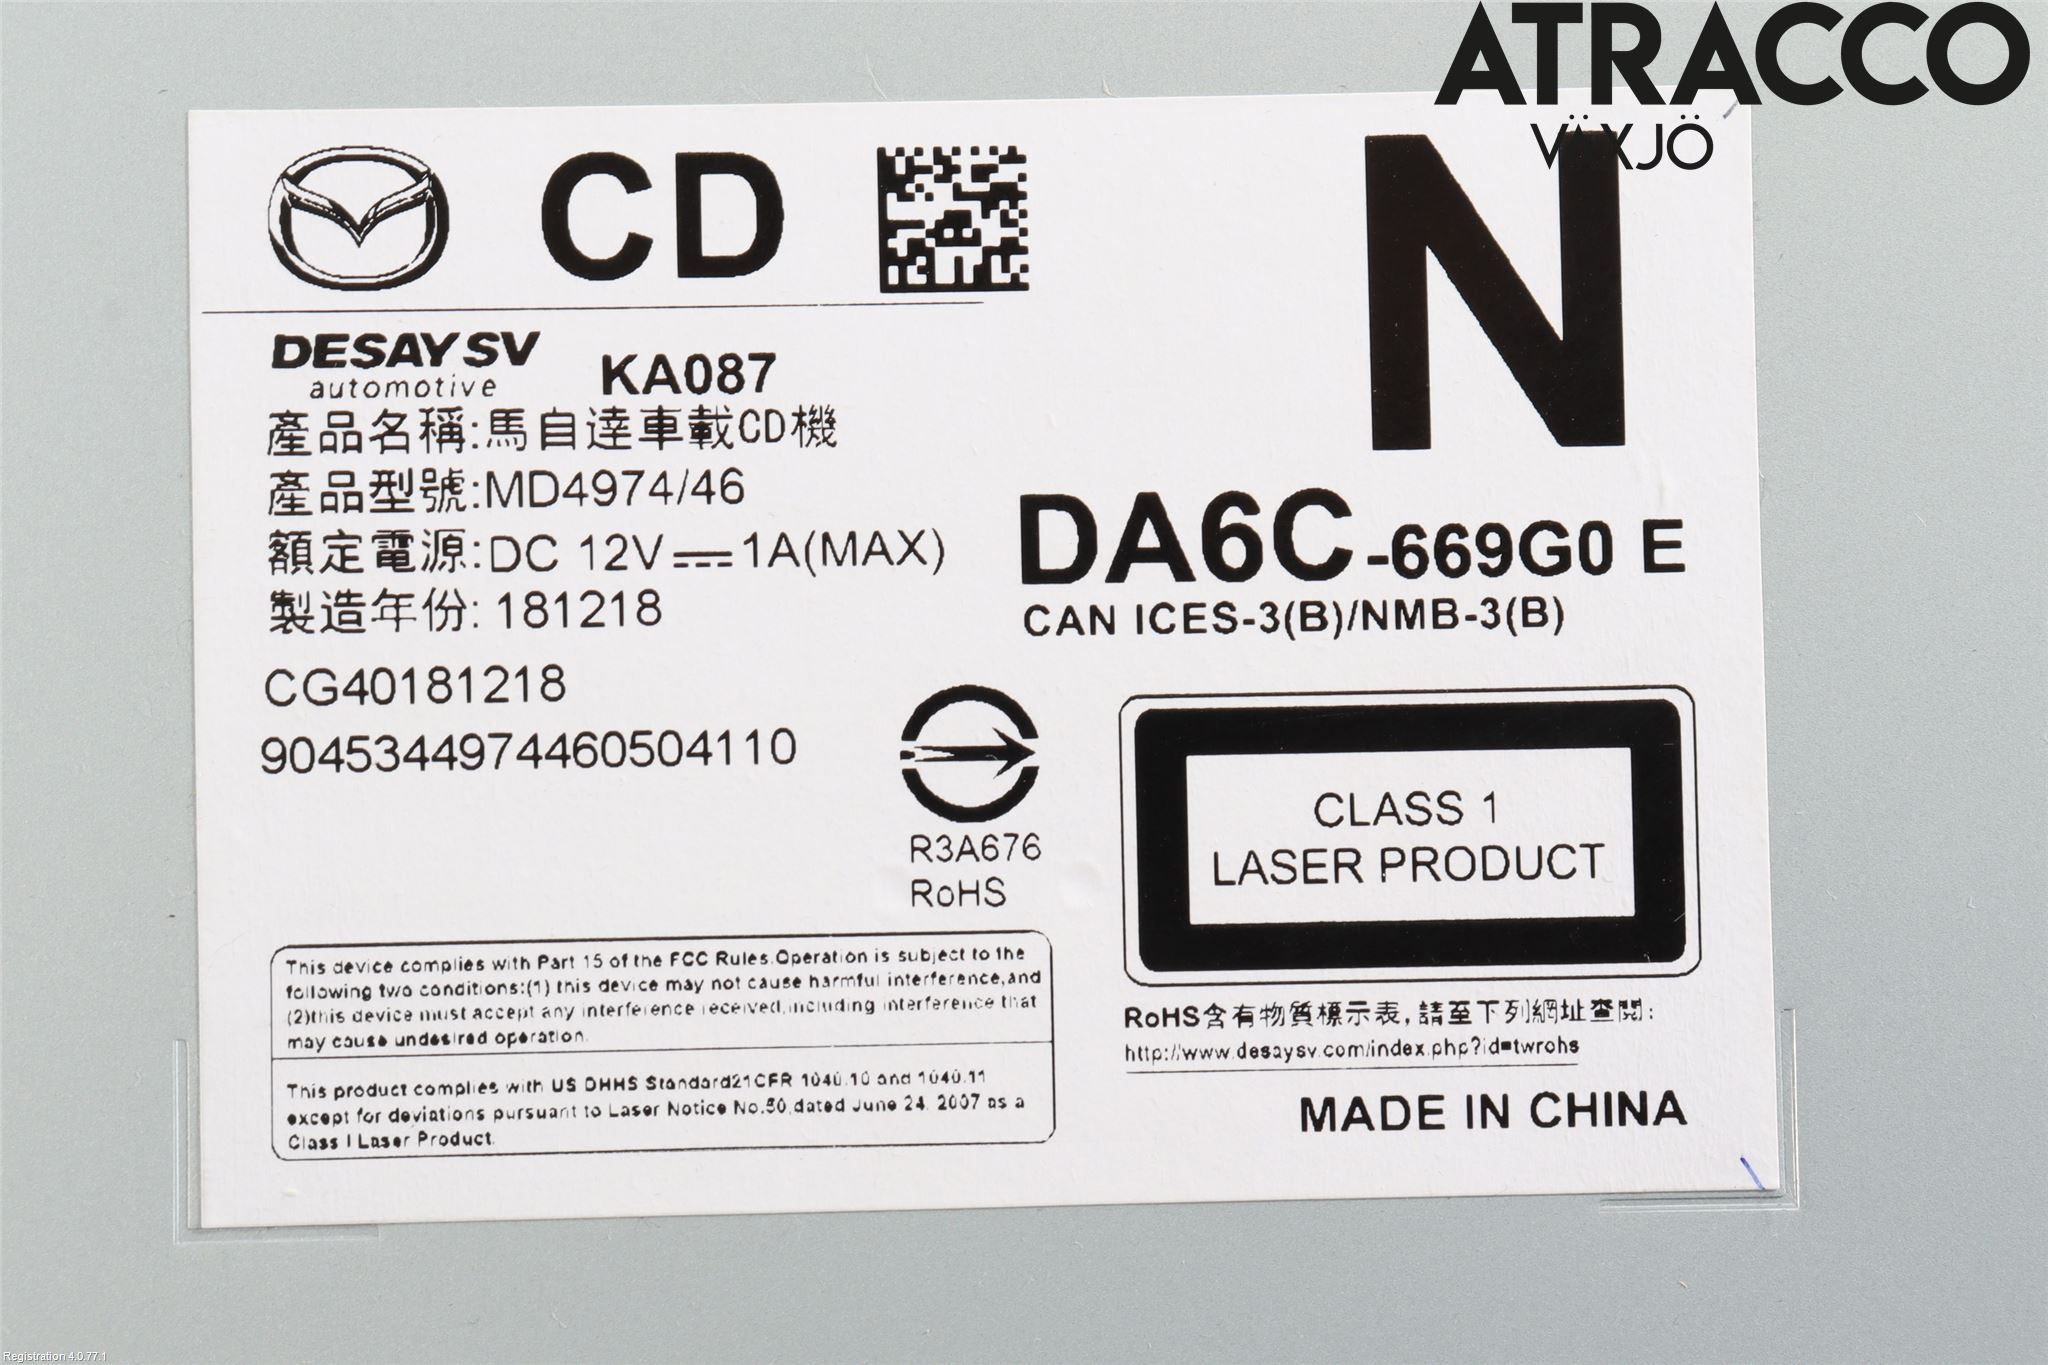 ATRACCO
VÄXJÖ
CD
N
DESAY SV
automotive
KA087
產品名稱:馬自達車載CD機
產品型號:MD4974/46
額定電源:DC 12V⎓1A(MAX)
製造年份: 181218
CG40181218
9045344974460504110
DA6C-669G0 E
CAN ICES-3(B)/NMB-3(B)
R3A676
RoHS
CLASS 1
LASER PRODUCT
This device complies with Part 15 of the FCC Rules.Operation is subject to the
following two conditions:(1) this device may not cause harmful interference,and
(2)this device must accept any interference received,including interference that
may cause undesired operation.
This product complies with US DHHS Standard21CFR 1040.10 and 1040.11
except for deviations pursuant to Laser Notice No.50,dated June 24, 2007 as a
Class I Laser Product.
RoHS含有物質標示表,請至下列網址查閱:
http://www.desaysv.com/index.php?id=twrohs
MADE IN CHINA
Registration 4.0.77.1